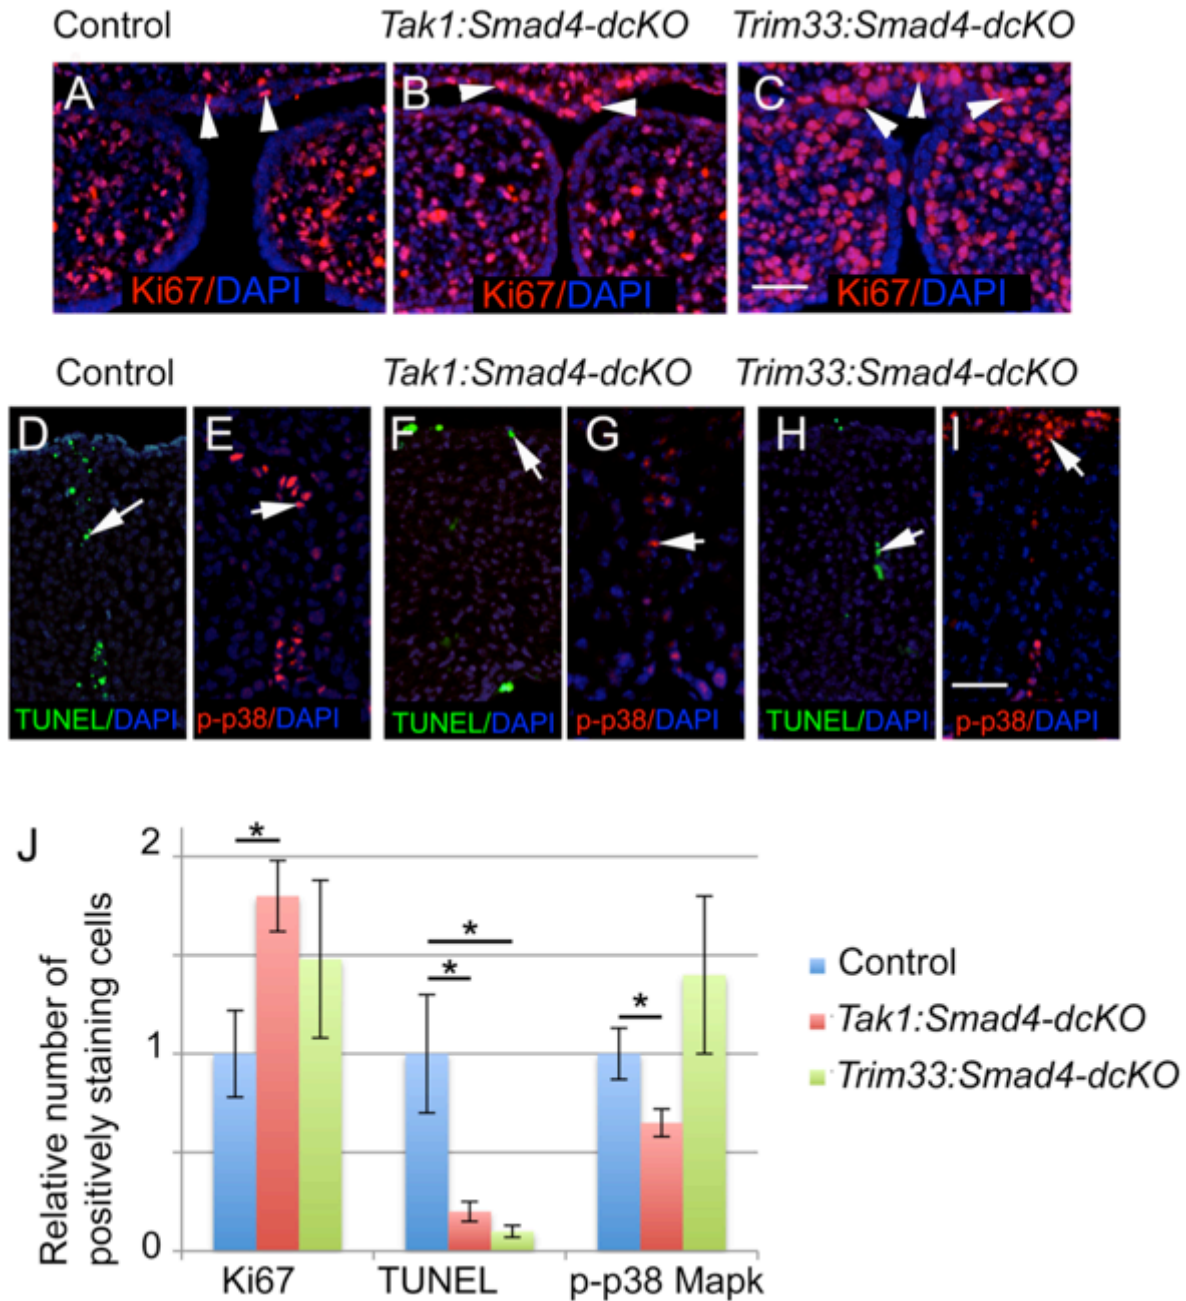 Control Tak1:Smad4-dcKO Trim33:Smad4-dcKO
A B C
Ki67/DAPI Ki67/DAPI Ki67/DAPI
Control Tak1:Smad4-dcKO Trim33:Smad4-dcKO
D E F G H I
TUNEL/DAPI p-p38/DAPI TUNEL/DAPI p-p38/DAPI TUNEL/DAPI p-p38/DAPI
J
Relative number of
positively staining cells
2
1
0
* * * *
Ki67 TUNEL p-p38 Mapk
Control
Tak1:Smad4-dcKO
Trim33:Smad4-dcKO